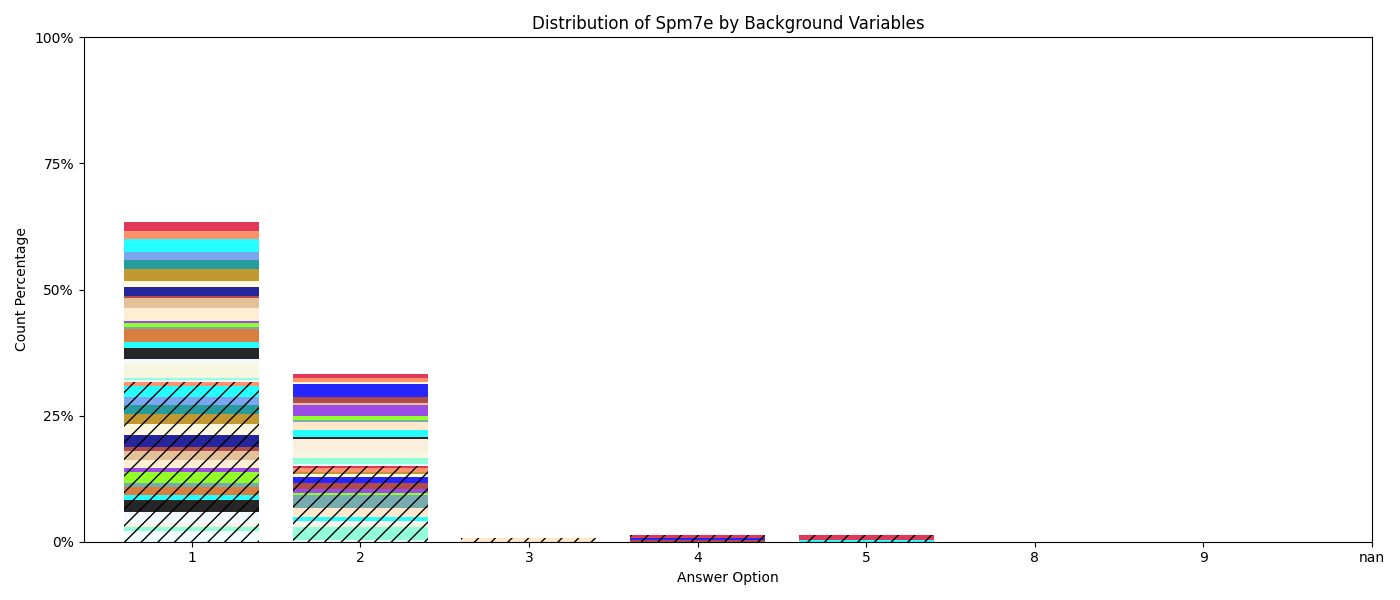 Distribution of Spm7e by Background Variables
100%
75%
50%
25%
0%
Count Percentage
1 2 3 4 5 8 9 nan
Answer Option